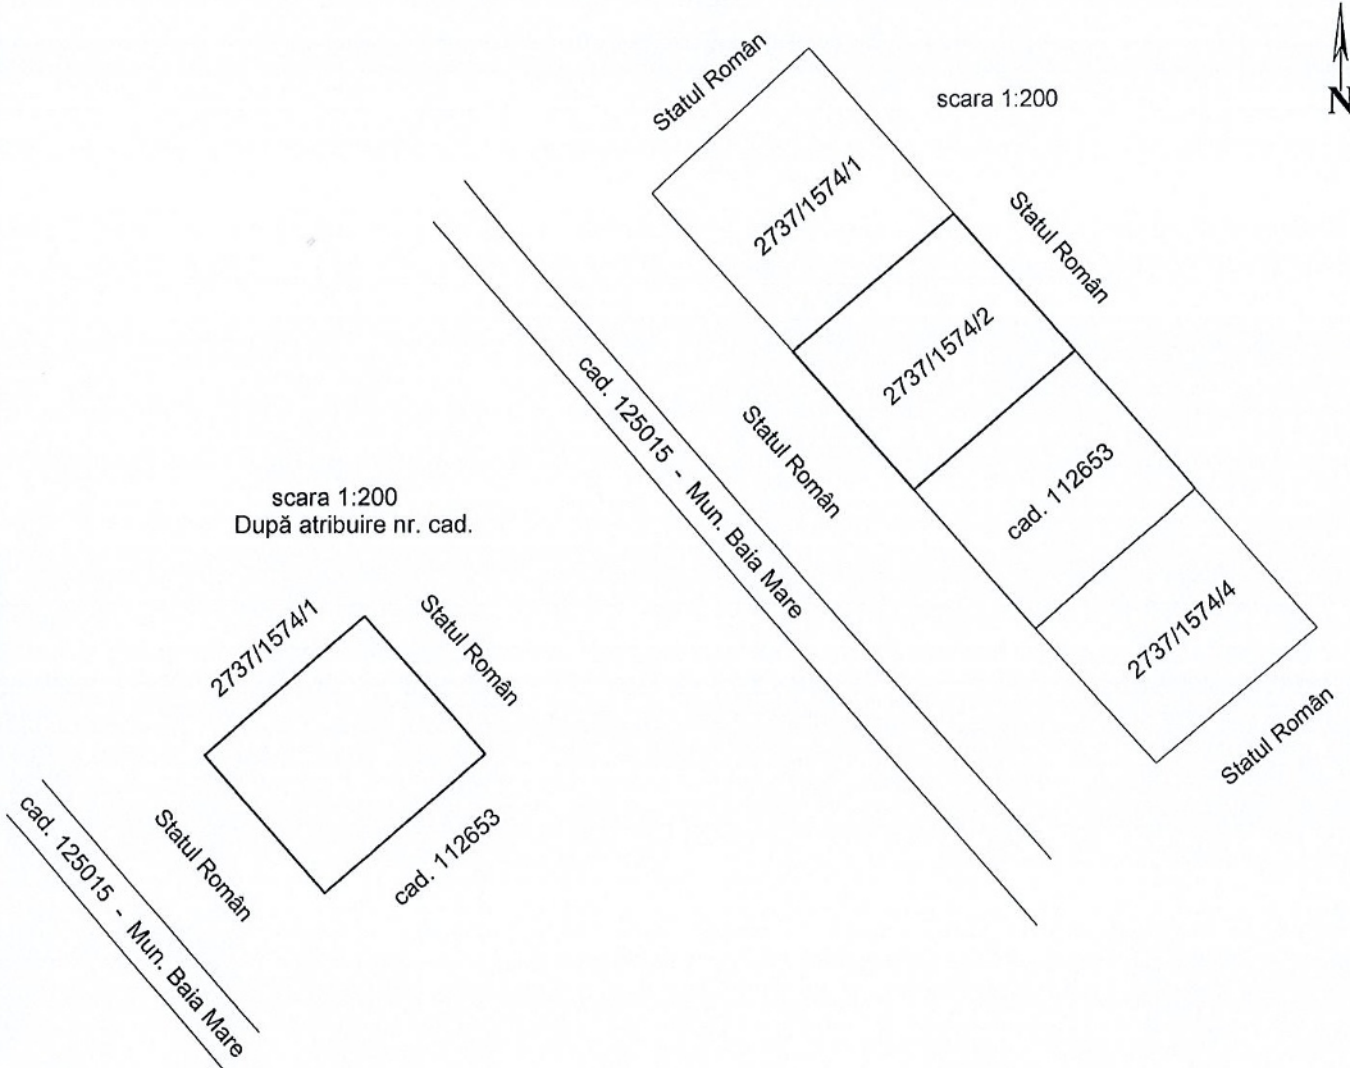 Statul Român
scara 1:200
N
2737/1574/1
Statul Român
2737/1574/2
cad. 125015 - Mun. Baia Mare
Statul Român
cad. 112653
2737/1574/4
Statul Român
scara 1:200
După atribuire nr. cad.
2737/1574/1
Statul Român
Statul Român
cad. 112653
cad. 125015 - Mun. Baia Mare